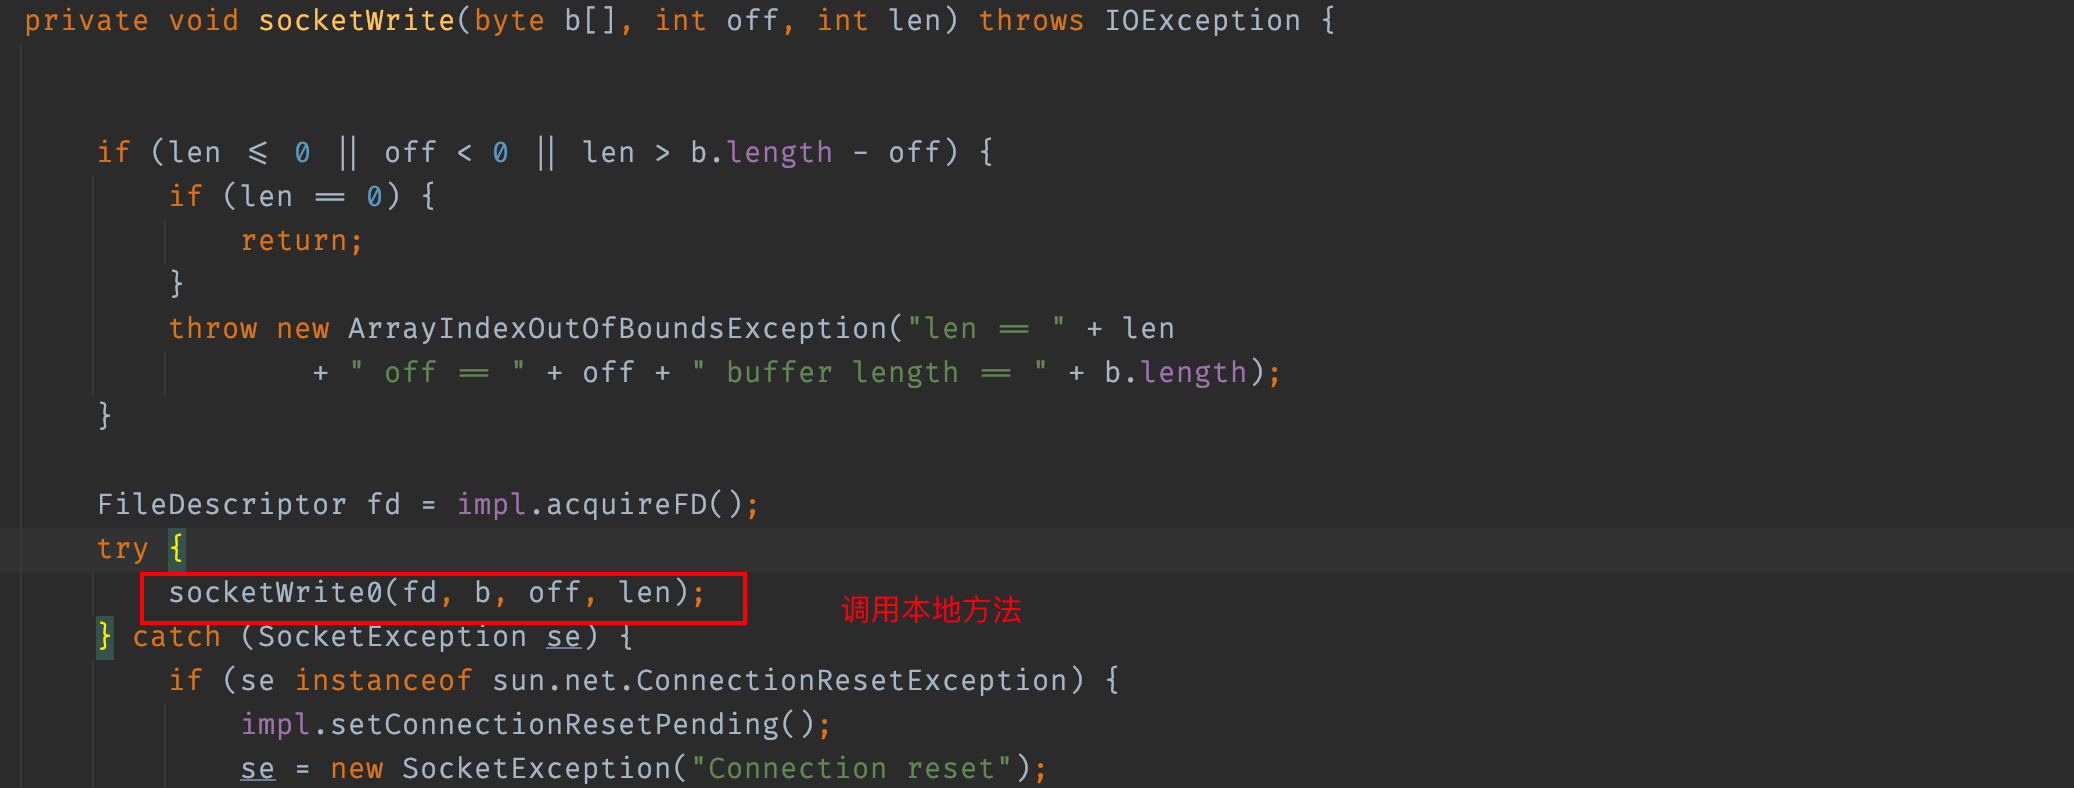 private void socketWrite(byte b[], int off, int len) throws IOException {
if (len <= 0 || off < 0 || len > b.length - off) {
if (len == 0) {
return;
}
throw new ArrayIndexOutOfBoundsException("len == " + len
+ " off == " + off + " buffer length == " + b.length);
}
FileDescriptor fd = impl.acquireFD();
try {
socketWrite0(fd, b, off, len);
调用本地方法
} catch (SocketException se) {
if (se instanceof sun.net.ConnectionResetException) {
impl.setConnectionResetPending();
se = new SocketException("Connection reset");